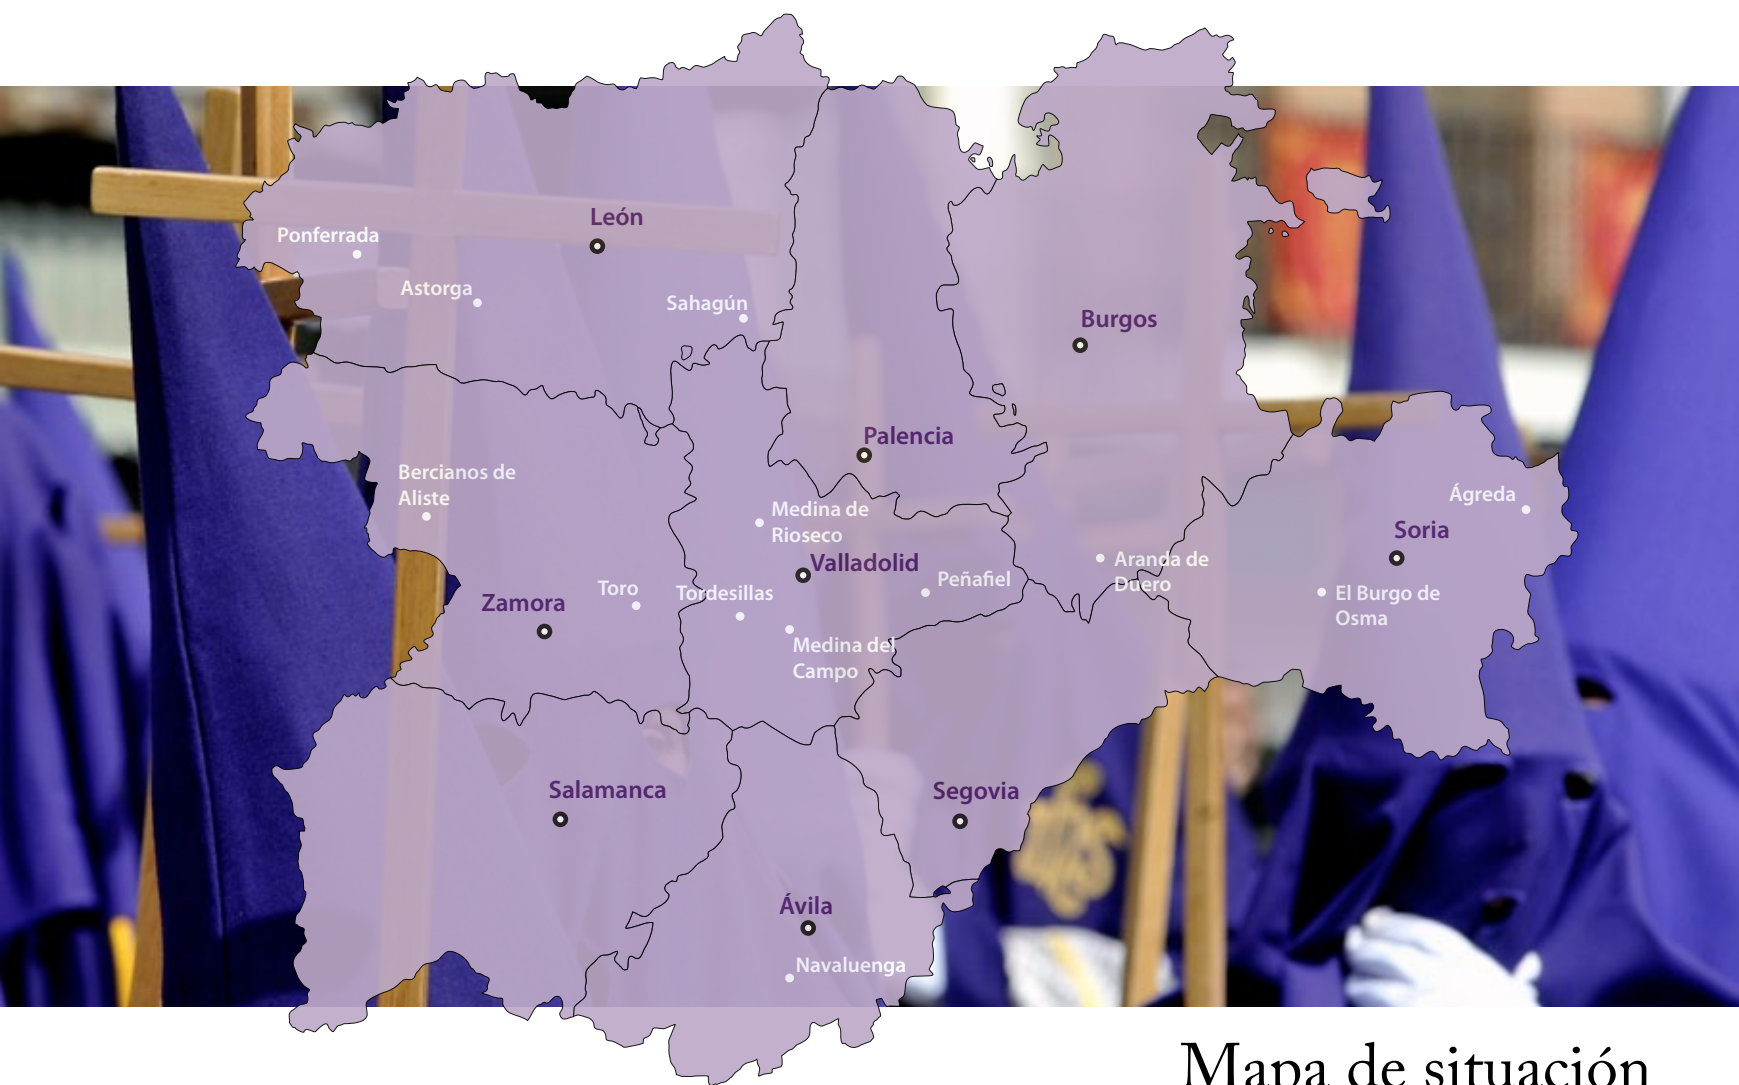 León
Ponferrada
Astorga
Sahagún
Burgos
Palencia
Bercianos de
Aliste
Medina de
Rioseco
Valladolid
Ágreda
Soria
Aranda de
Duero
Peñafiel
El Burgo de
Osma
Toro
Tordesillas
Zamora
Medina del
Campo
Salamanca
Segovia
Ávila
Navaluenga
Mapa de situación